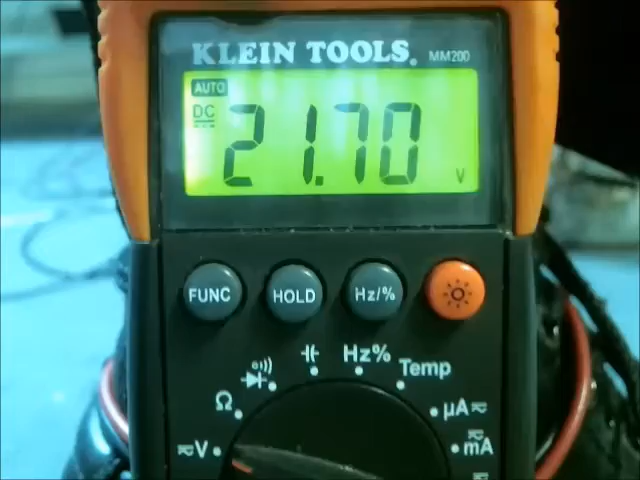 KLEIN TOOLS® MM200
AUTO
DC
21.70 V
FUNC HOLD Hz/%
Hz%
Temp
Ω
µA
V
mA